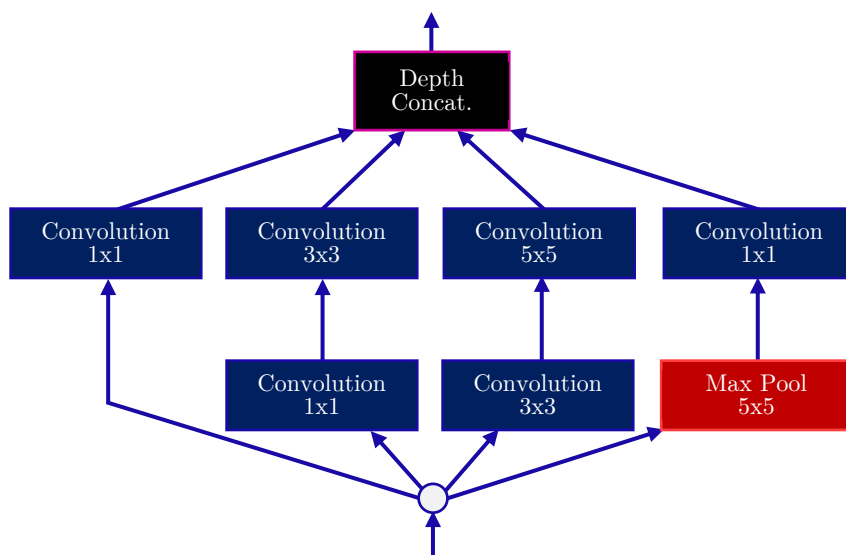 Depth
Concat.
Convolution
1x1
Convolution
3x3
Convolution
5x5
Convolution
1x1
Convolution
1x1
Convolution
3x3
Max Pool
5x5